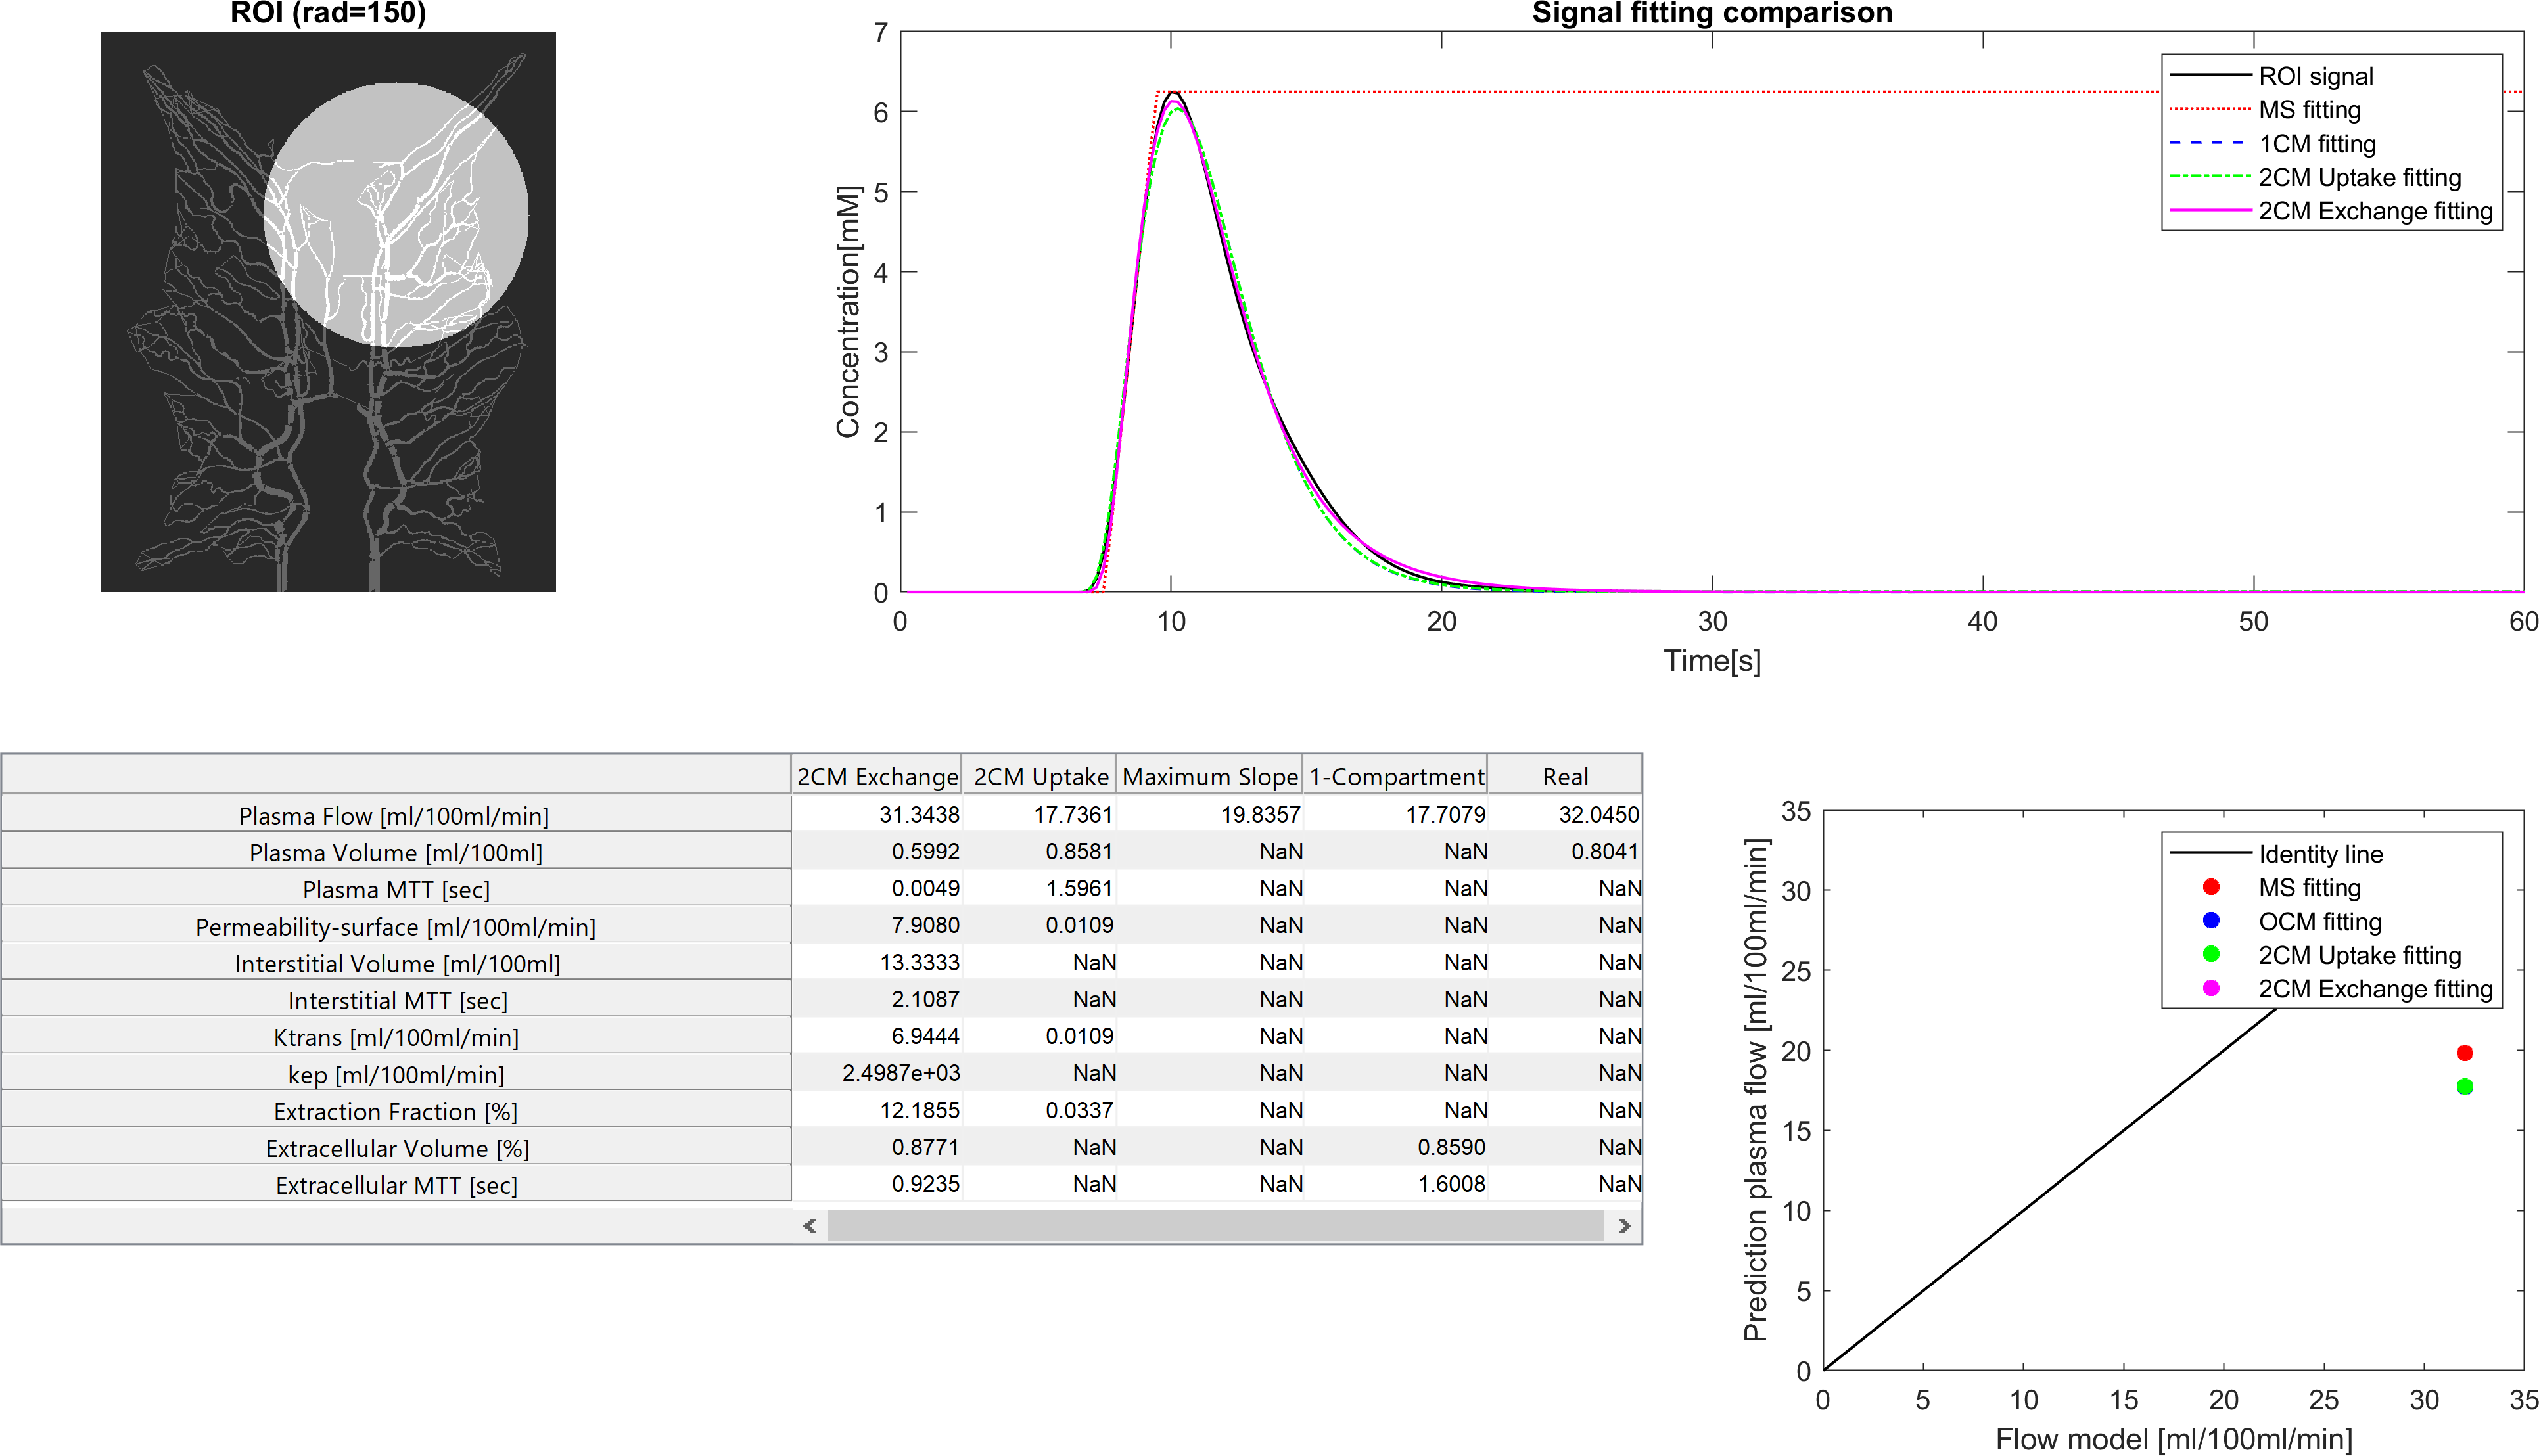 ROI (rad=150)
Signal fitting comparison
7
6
5
4
3
2
1
0
Concentration[mM]
0 10 20 30 40 50 60
Time[s]
ROI signal
MS fitting
1CM fitting
2CM Uptake fitting
2CM Exchange fitting
2CM Exchange 2CM Uptake Maximum Slope 1-Compartment Real
Plasma Flow [ml/100ml/min] 31.3438 17.7361 19.8357 17.7079 32.0450
Plasma Volume [ml/100ml] 0.5992 0.8581 NaN NaN 0.8041
Plasma MTT [sec] 0.0049 1.5961 NaN NaN NaN
Permeability-surface [ml/100ml/min] 7.9080 0.0109 NaN NaN NaN
Interstitial Volume [ml/100ml] 13.3333 NaN NaN NaN NaN
Interstitial MTT [sec] 2.1087 NaN NaN NaN NaN
Ktrans [ml/100ml/min] 6.9444 0.0109 NaN NaN NaN
kep [ml/100ml/min] 2.4987e+03 NaN NaN NaN NaN
Extraction Fraction [%] 12.1855 0.0337 NaN NaN NaN
Extracellular Volume [%] 0.8771 NaN NaN 0.8590 NaN
Extracellular MTT [sec] 0.9235 NaN NaN 1.6008 NaN
35
30
25
20
15
10
5
0
Prediction plasma flow [ml/100ml/min]
Identity line
MS fitting
OCM fitting
2CM Uptake fitting
2CM Exchange fitting
0 5 10 15 20 25 30 35
Flow model [ml/100ml/min]